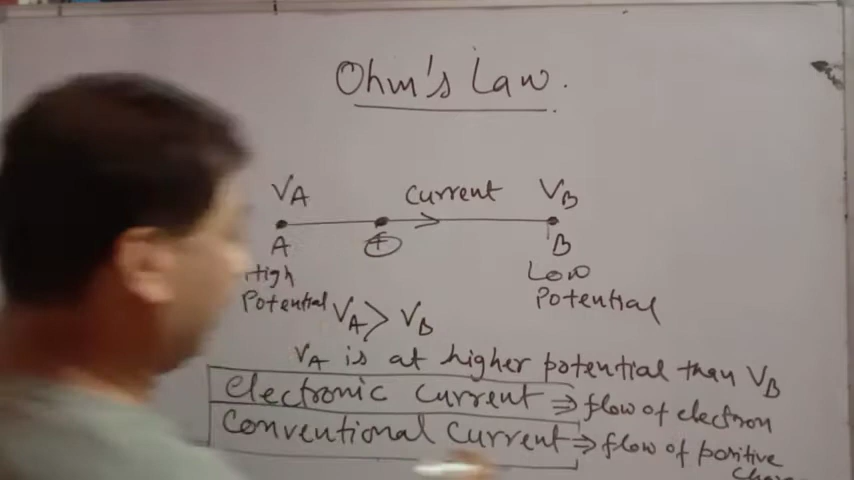 Ohm's Law.
VA Current VB
A + B
High Low
Potential Potential
VA > VB
VA is at higher potential than VB
electronic current ⇒ flow of electron
Conventional Current ⇒ flow of positive